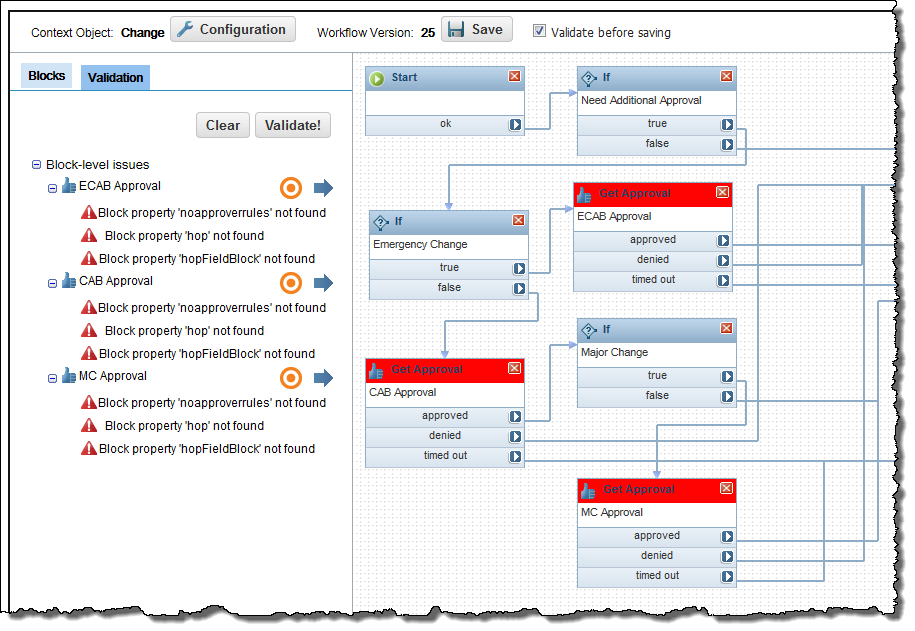 Context Object: Change Configuration Workflow Version: 25 Save Validate before saving
Blocks Validation
Clear Validate!
Block-level issues
ECAB Approval
Block property 'noapproverrules' not found
Block property 'hop' not found
Block property 'hopFieldBlock' not found
CAB Approval
Block property 'noapproverrules' not found
Block property 'hop' not found
Block property 'hopFieldBlock' not found
MC Approval
Block property 'noapproverrules' not found
Block property 'hop' not found
Block property 'hopFieldBlock' not found
Start
ok
If
Need Additional Approval
true
false
If
Emergency Change
true
false
Get Approval
ECAB Approval
approved
denied
timed out
Get Approval
CAB Approval
approved
denied
timed out
If
Major Change
true
false
Get Approval
MC Approval
approved
denied
timed out